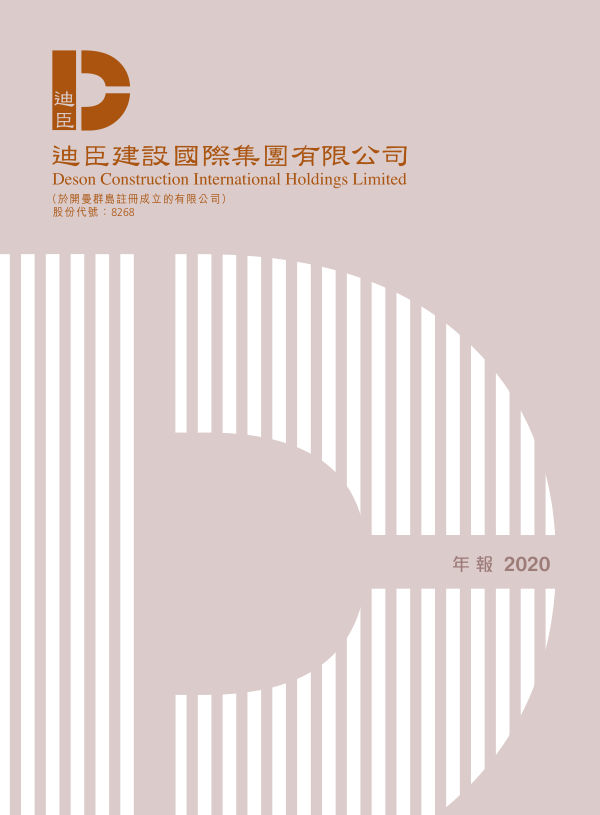 迪
臣
迪臣建設國際集團有限公司
Deson Construction International Holdings Limited
(於開曼群島註冊成立的有限公司)
股份代號：8268
年報 2020